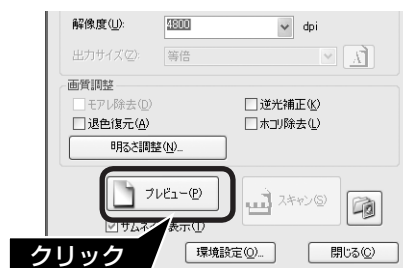 解像度(U): 4800 dpi
出力サイズ(Z): 等倍
画質調整
モアレ除去(D) 逆光補正(K)
退色復元(A) ホコリ除去(L)
明るさ調整(N)...
プレビュー(P) スキャン(S)
サムネイル表示(T)
クリック 環境設定(O)... 閉じる(C)